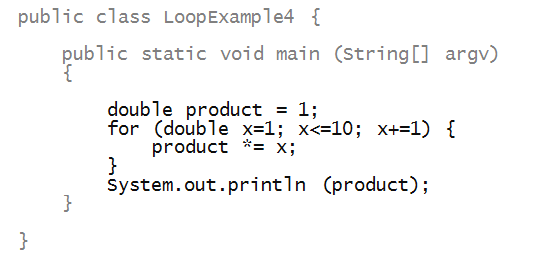 public class LoopExample4 {
public static void main (String[] argv)
{
double product = 1;
for (double x=1; x<=10; x+=1) {
product *= x;
}
System.out.println (product);
}
}